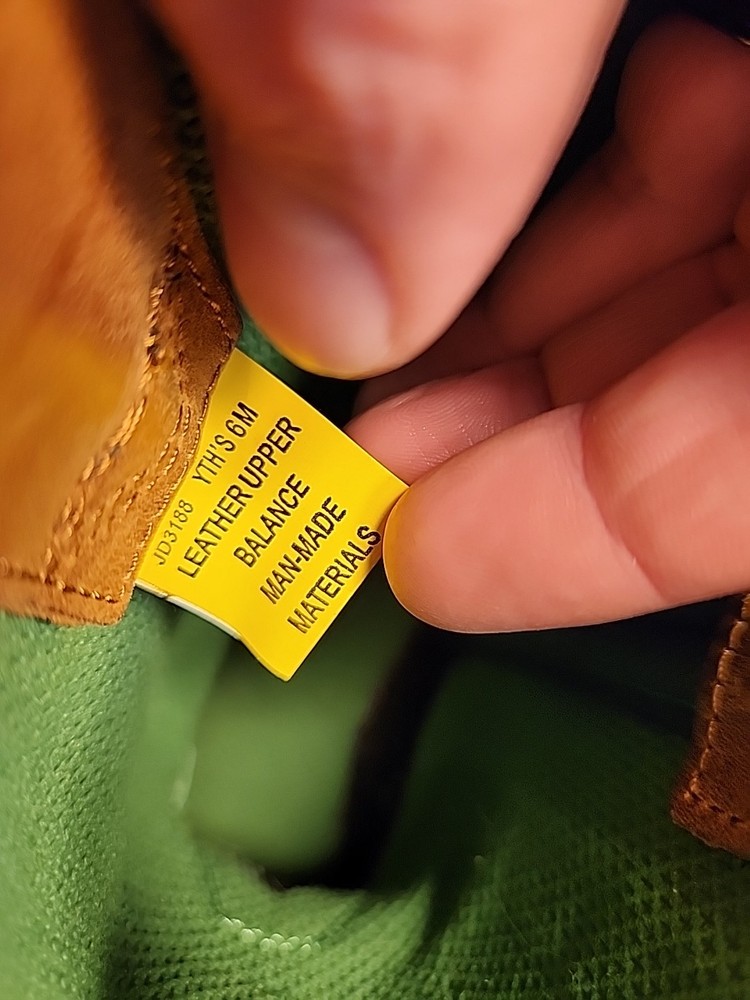 JD3188 YTH'S 6M
LEATHER UPPER
BALANCE
MAN-MADE
MATERIALS